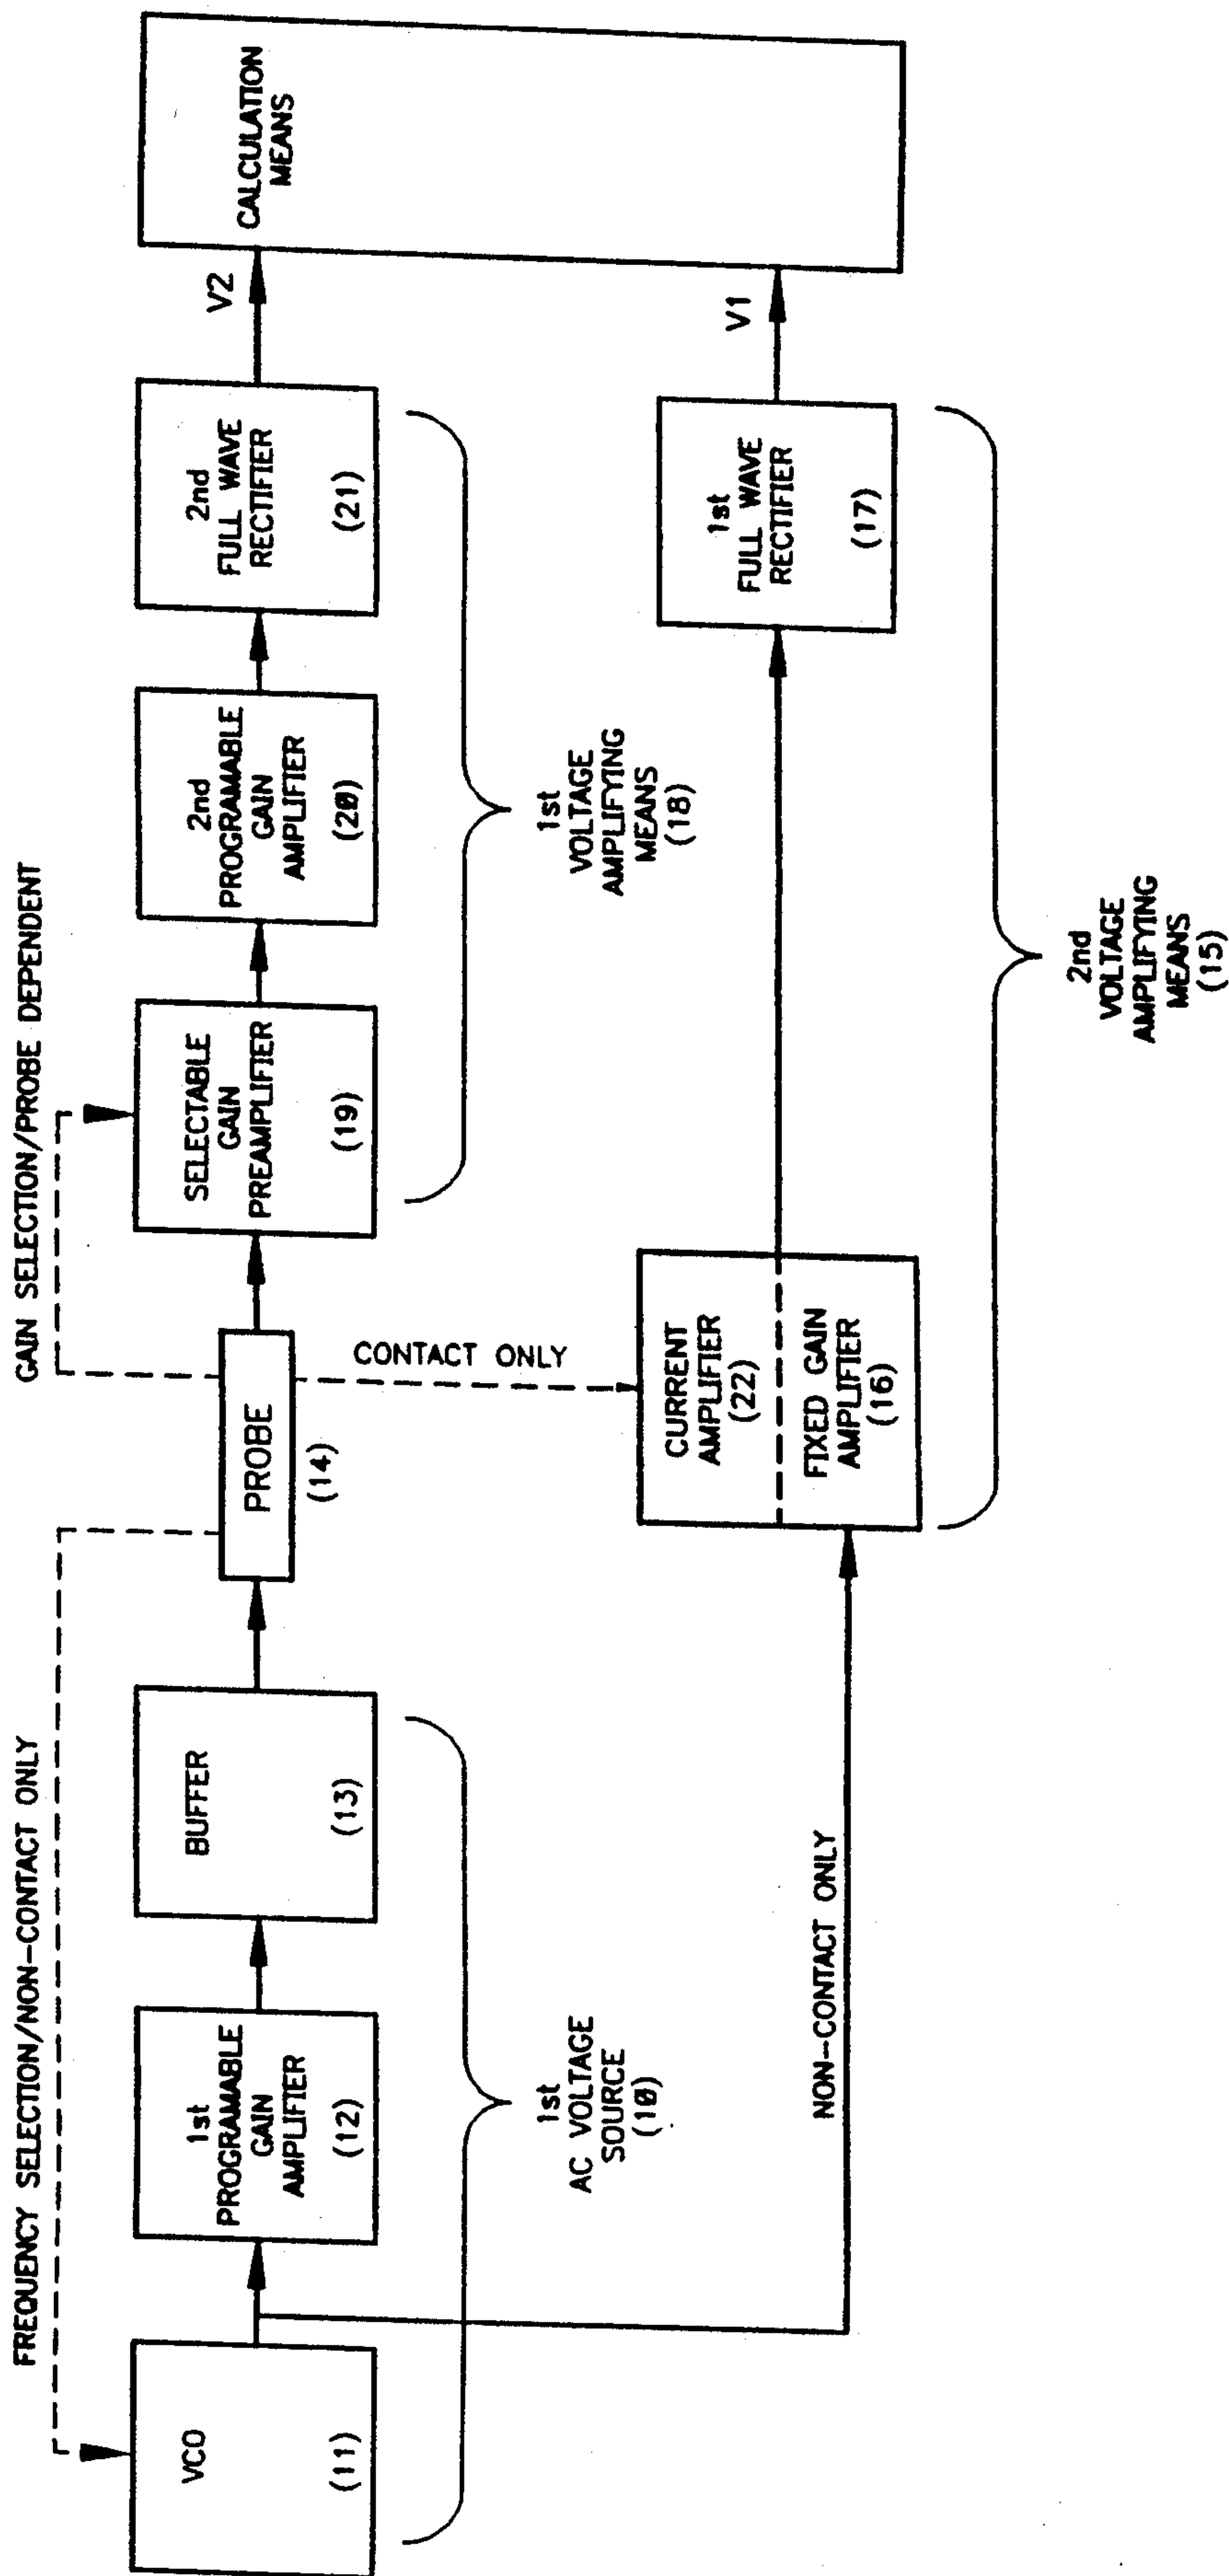 FREQUENCY SELECTION/NON-CONTACT ONLY
GAIN SELECTION/PROBE DEPENDENT
VCO
(11)
1st
PROGRAMABLE
GAIN
AMPLIFIER
(12)
BUFFER
(13)
PROBE
(14)
SELECTABLE
GAIN
PREAMPLIFIER
(19)
2nd
PROGRAMABLE
GAIN
AMPLIFIER
(20)
2nd
FULL WAVE
RECTIFIER
(21)
V2
CALCULATION
MEANS
1st
AC VOLTAGE
SOURCE
(10)
CONTACT ONLY
1st
VOLTAGE
AMPLIFYING
MEANS
(18)
NON-CONTACT ONLY
CURRENT
AMPLIFIER
(22)
FIXED GAIN
AMPLIFIER
(16)
1st
FULL WAVE
RECTIFIER
(17)
V1
2nd
VOLTAGE
AMPLIFYING
MEANS
(15)